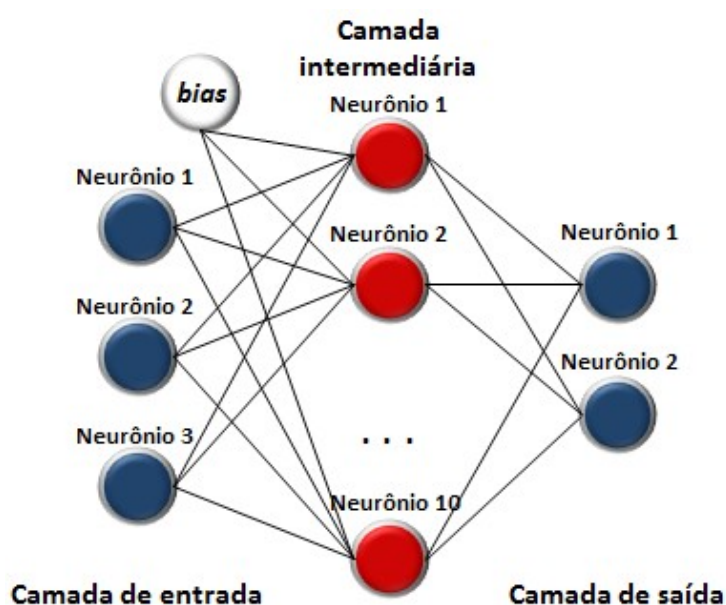 Camada
intermediária
bias
Neurônio 1
Neurônio 1
Neurônio 2
Neurônio 1
Neurônio 2
Neurônio 2
Neurônio 3
. . .
Neurônio 10
Camada de entrada
Camada de saída